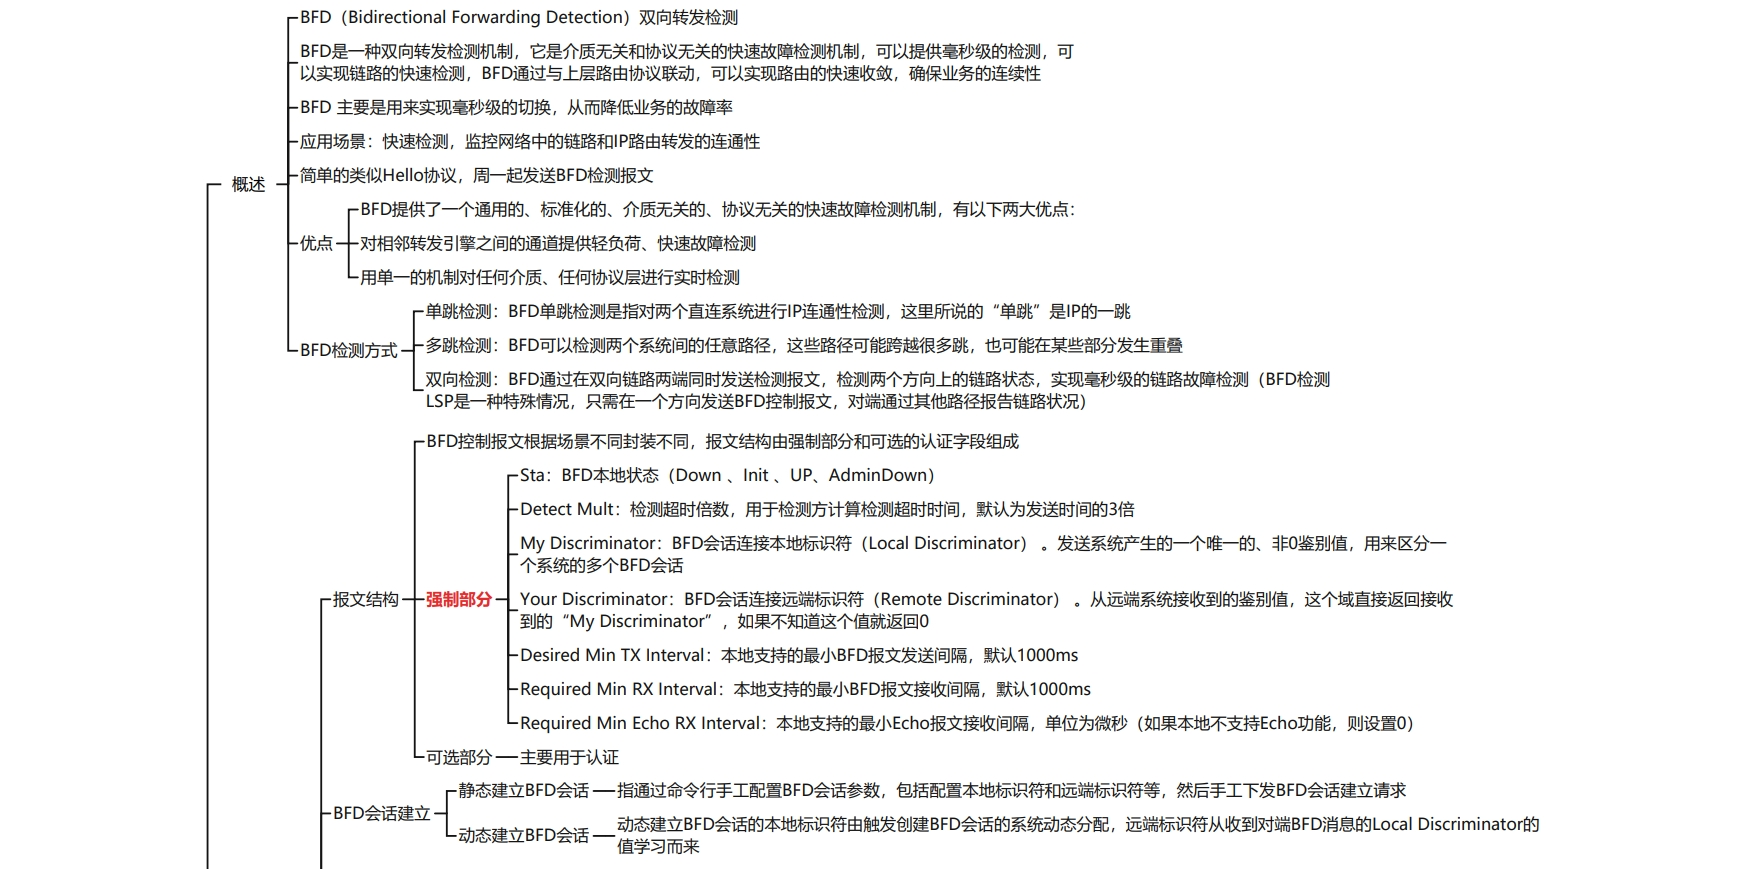 BFD（Bidirectional Forwarding Detection）双向转发检测
BFD是一种双向转发检测机制，它是介质无关和协议无关的快速故障检测机制，可以提供毫秒级的检测，可
以实现链路的快速检测，BFD通过与上层路由协议联动，可以实现路由的快速收敛，确保业务的连续性
BFD 主要是用来实现毫秒级的切换，从而降低业务的故障率
应用场景：快速检测，监控网络中的链路和IP路由转发的连通性
简单的类似Hello协议，周一起发送BFD检测报文
概述
BFD提供了一个通用的、标准化的、介质无关的、协议无关的快速故障检测机制，有以下两大优点：
优点
对相邻转发引擎之间的通道提供轻负荷、快速故障检测
用单一的机制对任何介质、任何协议层进行实时检测
单跳检测：BFD单跳检测是指对两个直连系统进行IP连通性检测，这里所说的“单跳”是IP的一跳
BFD检测方式
多跳检测：BFD可以检测两个系统间的任意路径，这些路径可能跨越很多跳，也可能在某些部分发生重叠
双向检测：BFD通过在双向链路两端同时发送检测报文，检测两个方向上的链路状态，实现毫秒级的链路故障检测（BFD检测
LSP是一种特殊情况，只需在一个方向发送BFD控制报文，对端通过其他路径报告链路状况）
BFD控制报文根据场景不同封装不同，报文结构由强制部分和可选的认证字段组成
Sta：BFD本地状态（Down 、Init 、UP、AdminDown）
Detect Mult：检测超时倍数，用于检测方计算检测超时时间，默认为发送时间的3倍
My Discriminator：BFD会话连接本地标识符（Local Discriminator） 。发送系统产生的一个唯一的、非0鉴别值，用来区分一
个系统的多个BFD会话
报文结构
强制部分
Your Discriminator：BFD会话连接远端标识符（Remote Discriminator） 。从远端系统接收到的鉴别值，这个域直接返回接收
到的“My Discriminator”，如果不知道这个值就返回0
Desired Min TX Interval：本地支持的最小BFD报文发送间隔，默认1000ms
Required Min RX Interval：本地支持的最小BFD报文接收间隔，默认1000ms
Required Min Echo RX Interval：本地支持的最小Echo报文接收间隔，单位为微秒（如果本地不支持Echo功能，则设置0）
可选部分
主要用于认证
BFD会话建立
静态建立BFD会话
指通过命令行手工配置BFD会话参数，包括配置本地标识符和远端标识符等，然后手工下发BFD会话建立请求
动态建立BFD会话
动态建立BFD会话的本地标识符由触发创建BFD会话的系统动态分配，远端标识符从收到对端BFD消息的Local Discriminator的
值学习而来